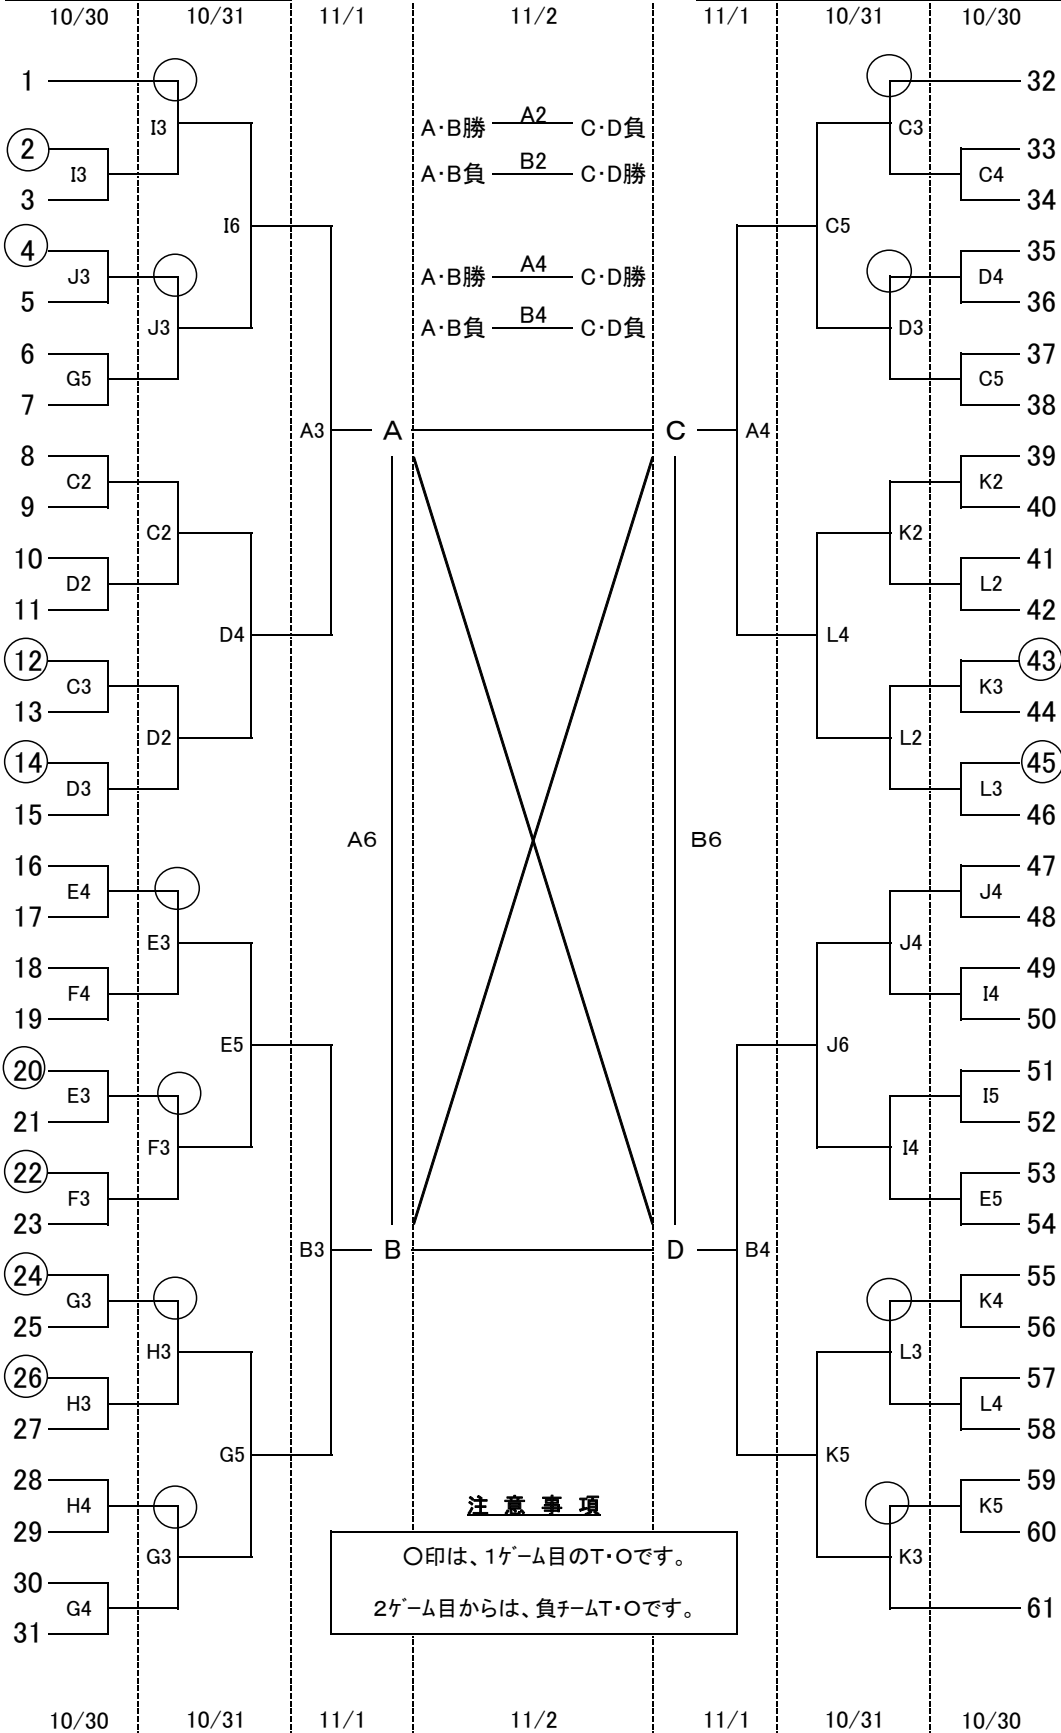 10/30 10/31 11/1 11/2 11/1 10/31 10/30
1 32
I3 A·B勝 A2 C·D負 C3
2 33
I3 A·B負 B2 C·D勝 C4
3 34
I6 C5
4 35
J3 A·B勝 A4 C·D勝 D4
5 36
J3 A·B負 B4 C·D負 D3
6 37
G5 C5
7 38
A3 A C A4
8 39
C2 K2
9 40
C2 K2
10 41
D2 L2
11 42
D4 L4
12 43
C3 K3
13 44
D2 L2
14 45
D3 L3
15 46
A6 B6
16 47
E4 J4
17 48
E3 J4
18 49
F4 I4
19 50
E5 J6
20 51
E3 I5
21 52
F3 I4
22 53
F3 E5
23 54
B3 B D B4
24 55
G3 K4
25 56
H3 L3
26 57
H3 L4
27 58
G5 K5
28 59
H4 注 意 事 項 K5
29 60
G3 〇印は、1ゲーム目のT・Oです。 K3
30
G4 2ゲーム目からは、負チームT・Oです。 61
31
10/30 10/31 11/1 11/2 11/1 10/31 10/30